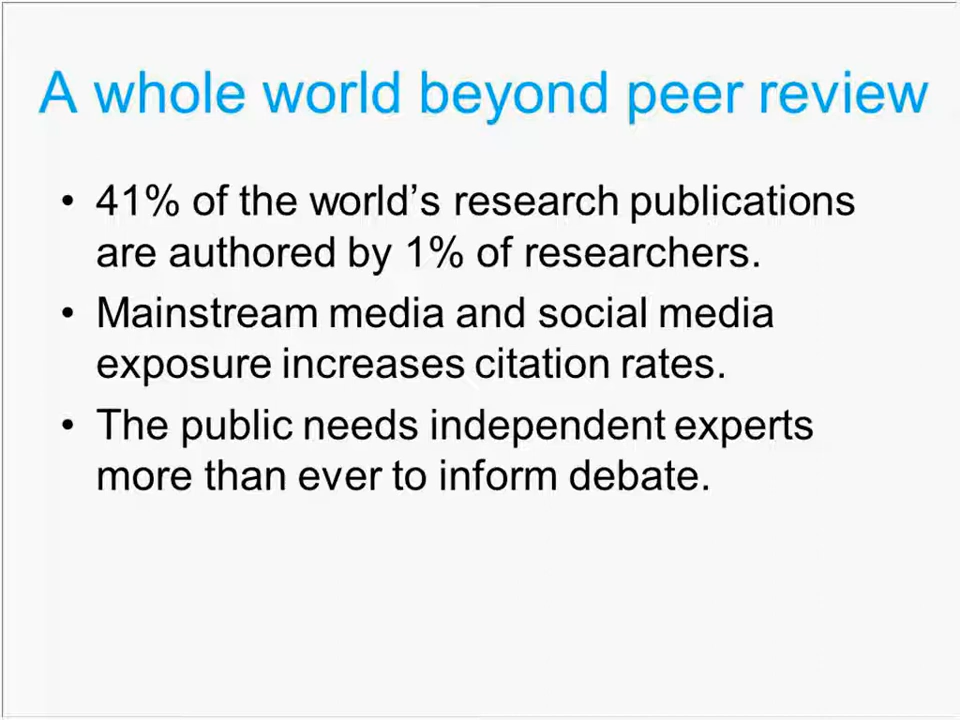 A whole world beyond peer review
• 41% of the world’s research publications
are authored by 1% of researchers.
• Mainstream media and social media
exposure increases citation rates.
• The public needs independent experts
more than ever to inform debate.